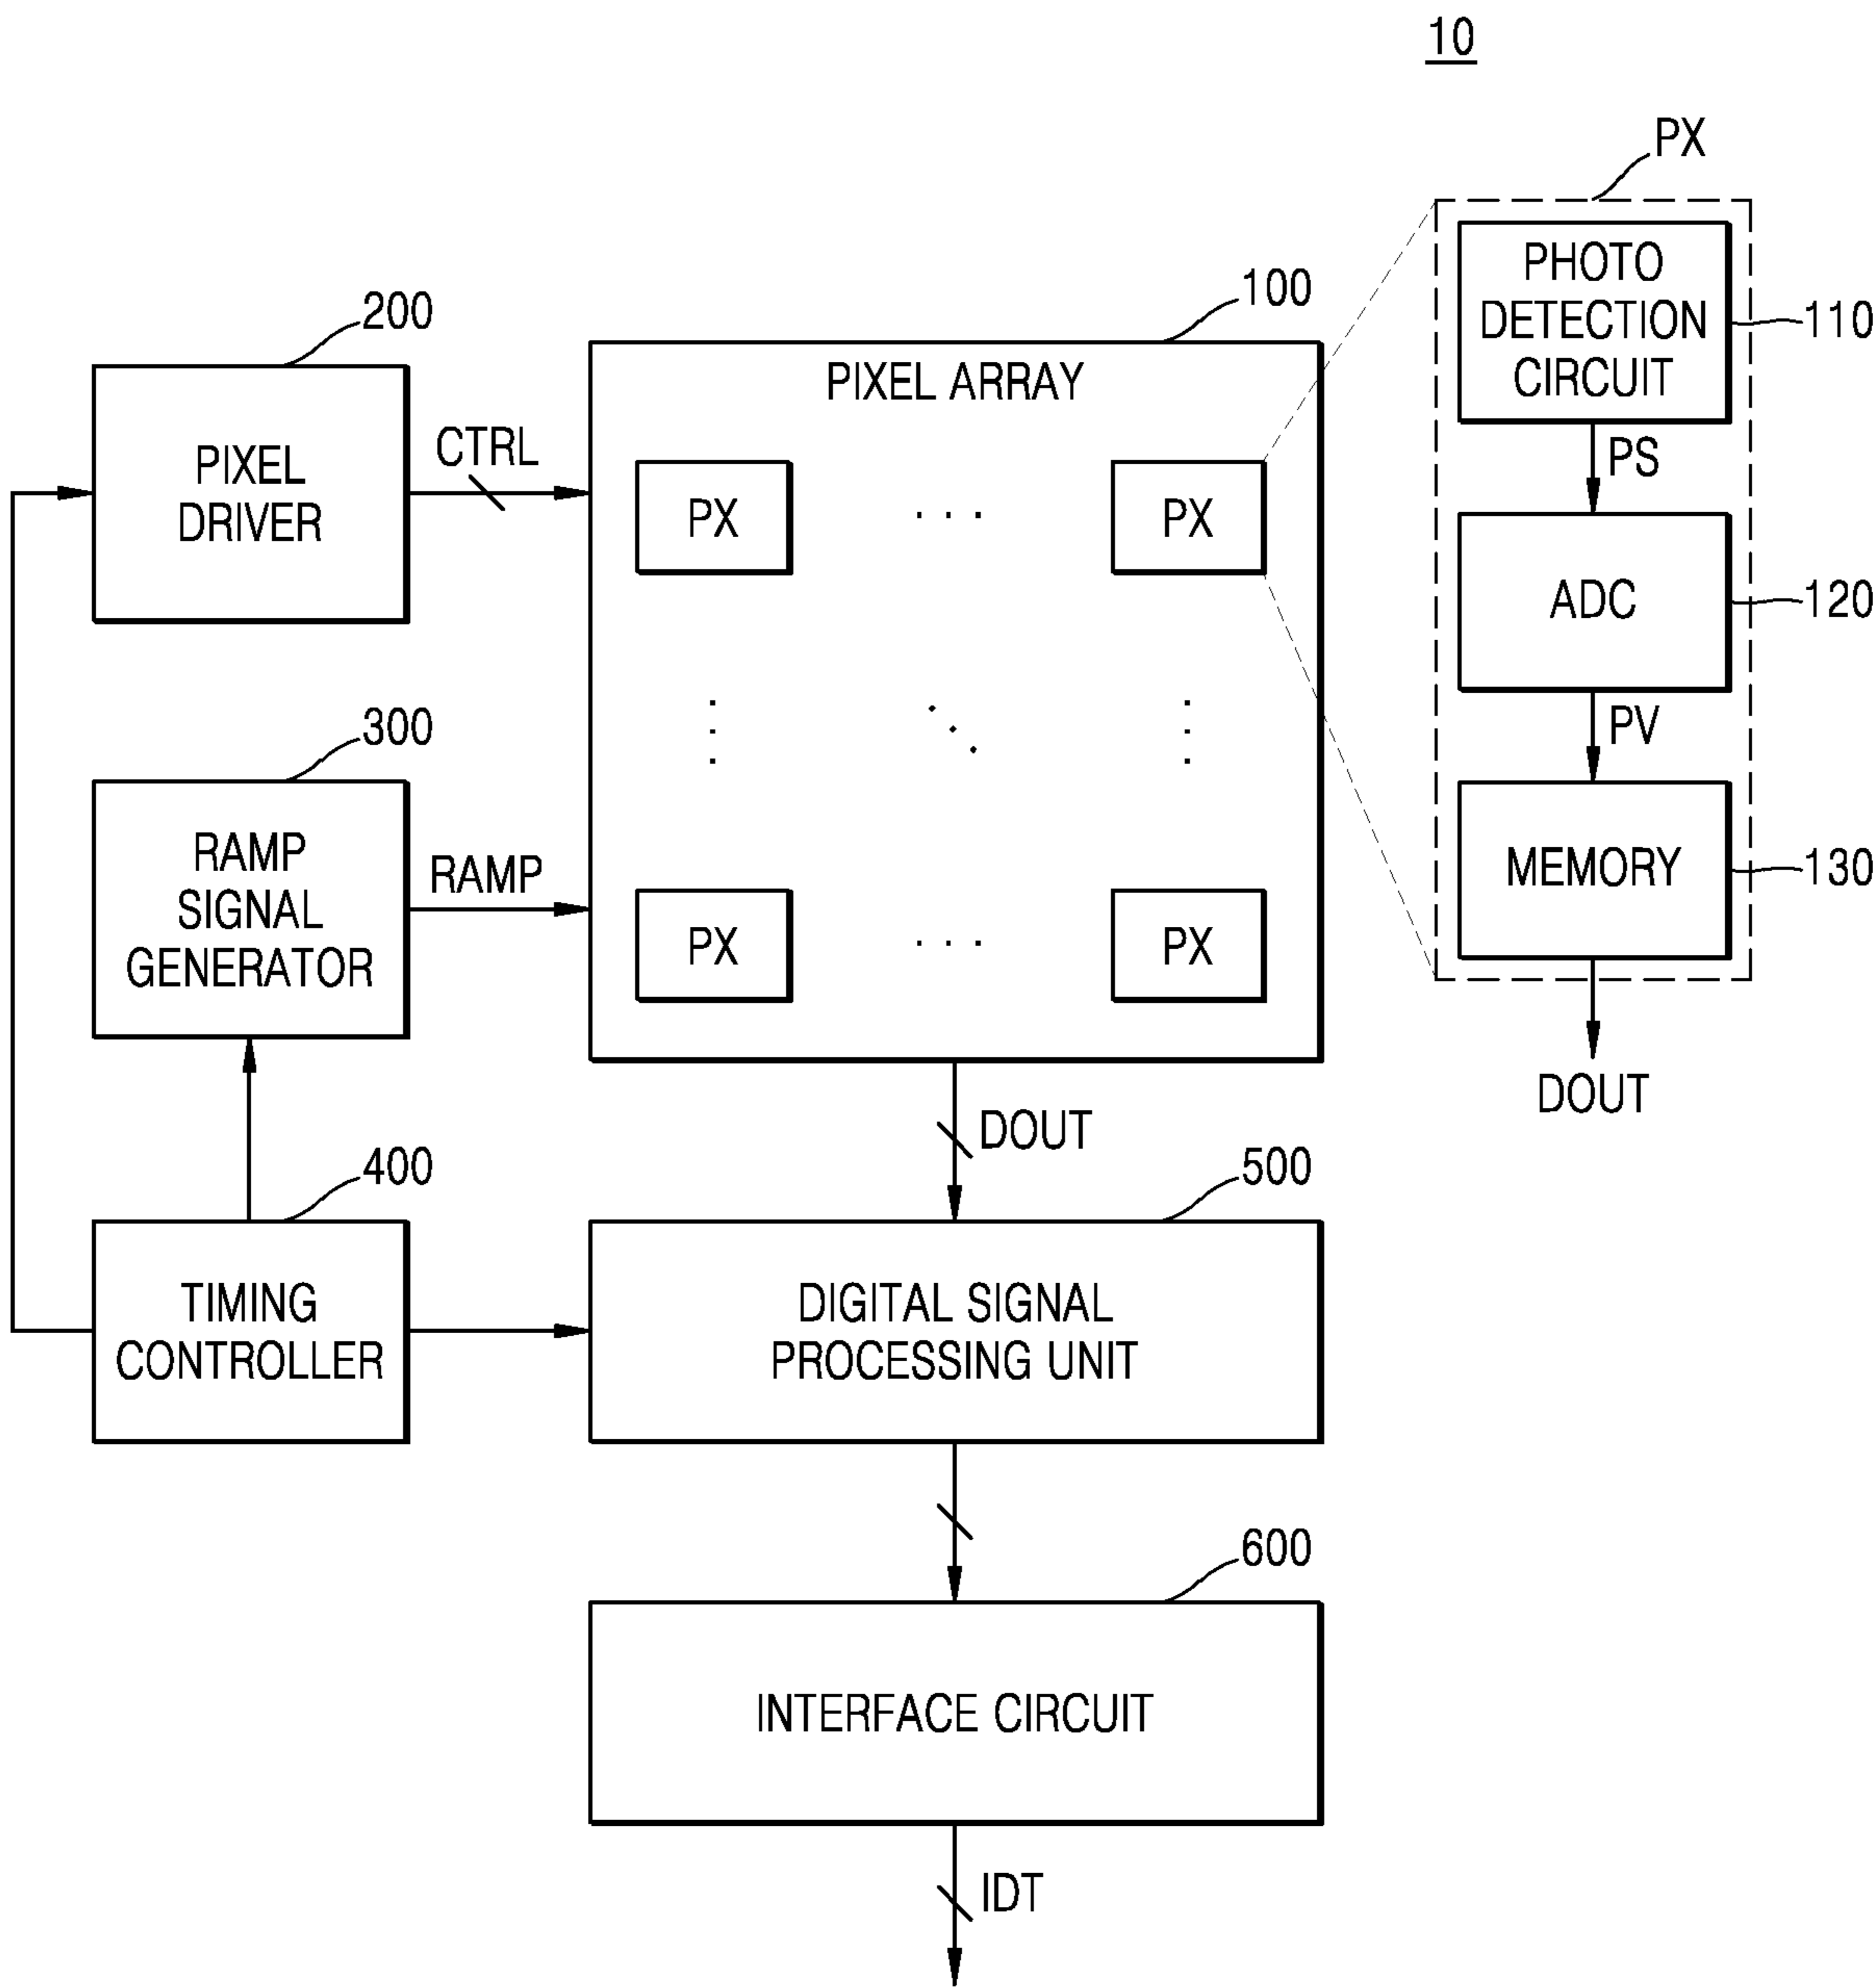 10
PX
PHOTO
DETECTION
CIRCUIT
110
PS
ADC
120
PV
MEMORY
130
DOUT
200
PIXEL
DRIVER
CTRL
100
PIXEL ARRAY
PX
. . .
PX
300
RAMP
SIGNAL
GENERATOR
RAMP
PX
. . .
PX
DOUT
400
TIMING
CONTROLLER
500
DIGITAL SIGNAL
PROCESSING UNIT
600
INTERFACE CIRCUIT
IDT